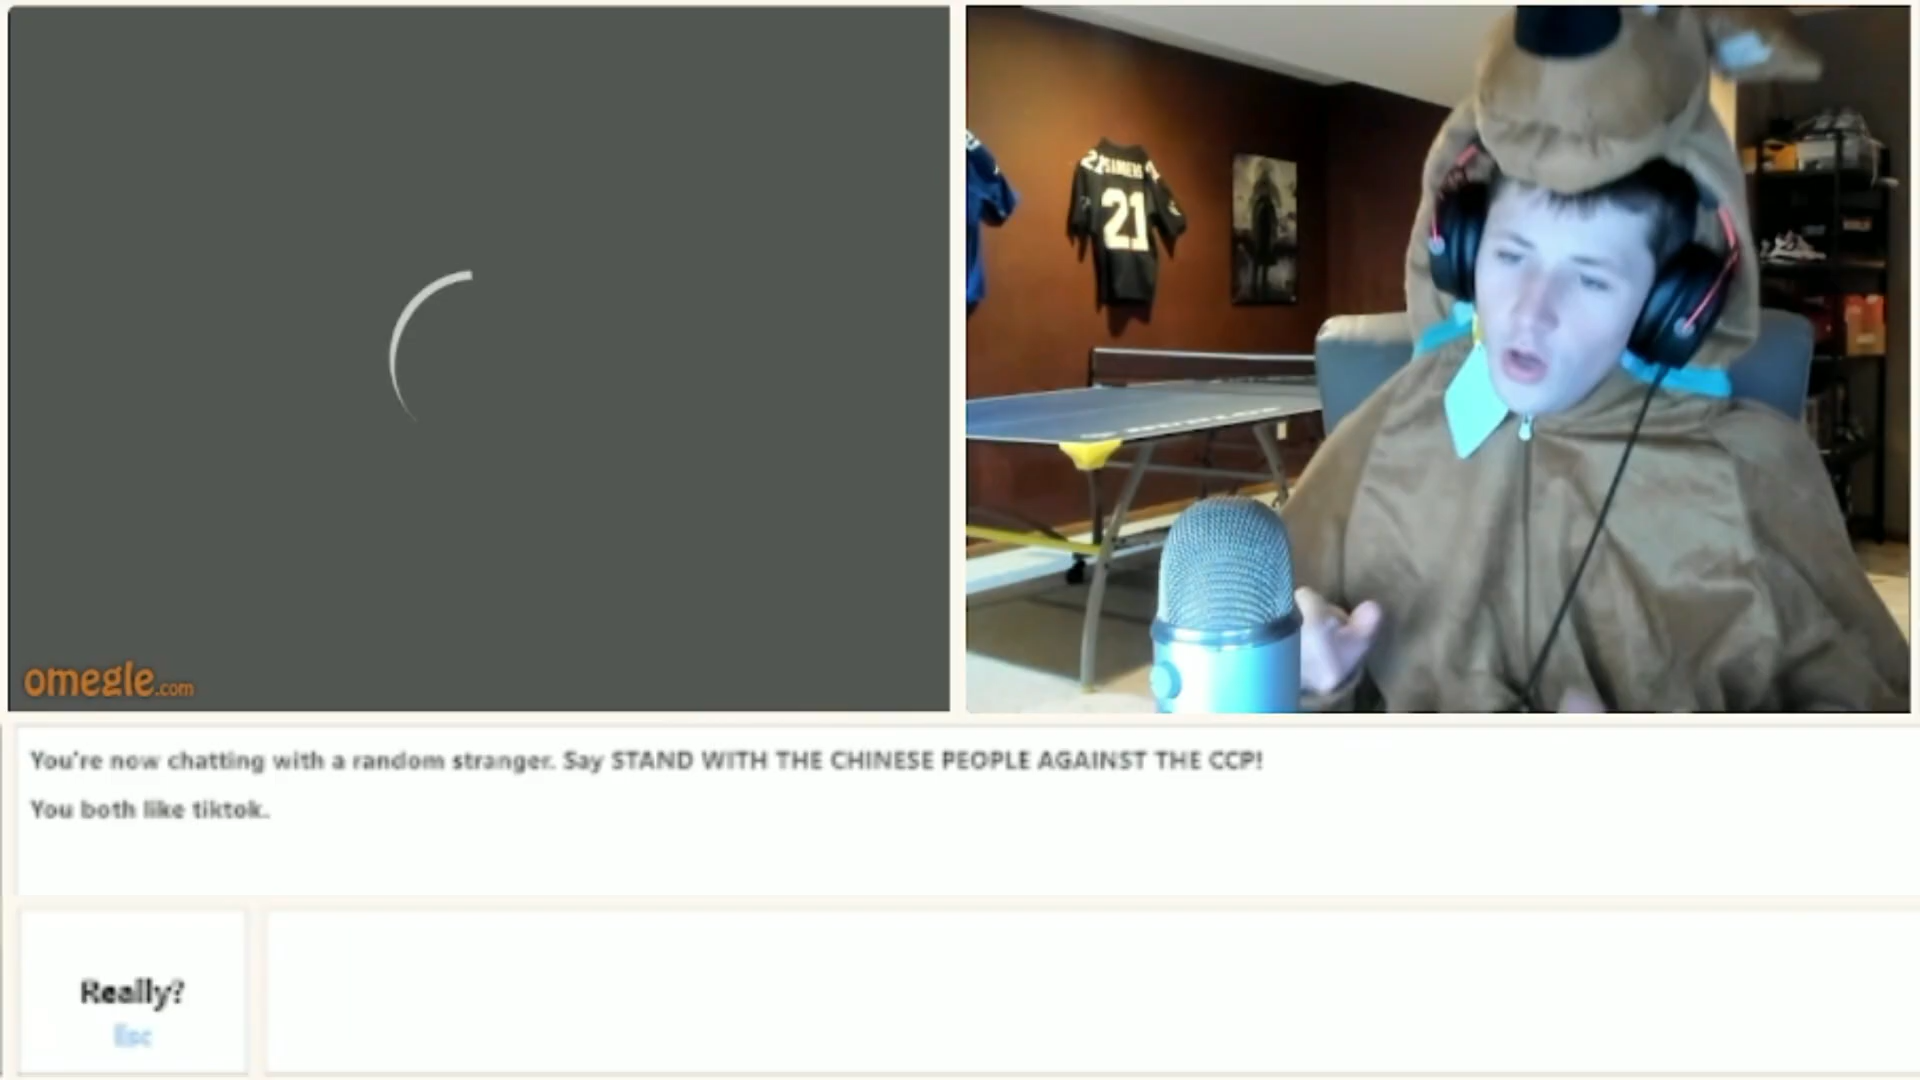 SANDERS
21
omegle.com
You're now chatting with a random stranger. Say STAND WITH THE CHINESE PEOPLE AGAINST THE CCP!
You both like tiktok.
Really?
Esc